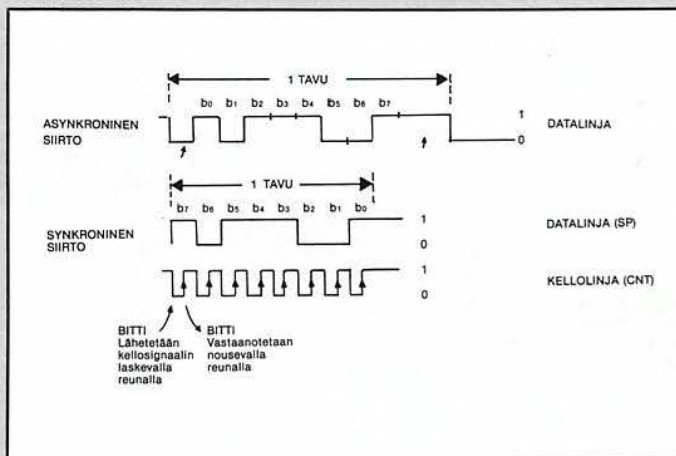 1 TAVU
b0 b1 b2 b3 b4 b5 b6 b7
ASYNKRONINEN
SIIRTO
1
0
DATALINJA
1 TAVU
b7 b6 b5 b4 b3 b2 b1 b0
SYNKRONINEN
SIIRTO
1
0
DATALINJA (SP)
1
0
KELLOLINJA (CNT)
BITTI
Lähetetään
kellosignaalin
laskevalla
reunalla
BITTI
Vastaanotetaan
nousevalla
reunalla